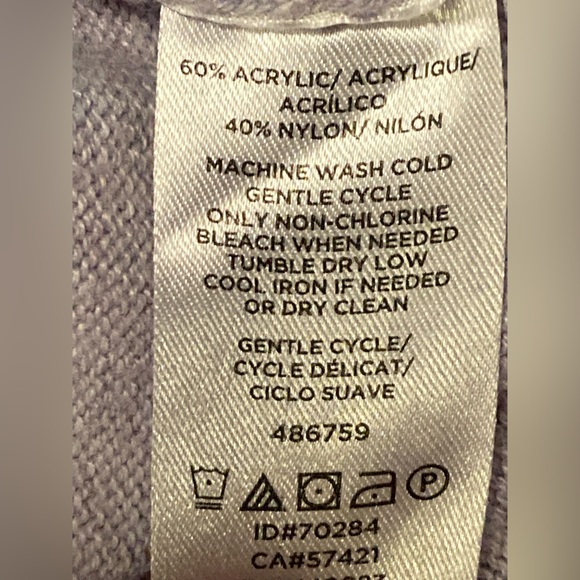 60% ACRYLIC/ ACRYLIQUE/
ACRÍLICO
40% NYLON/ NILÓN
MACHINE WASH COLD
GENTLE CYCLE
ONLY NON-CHLORINE
BLEACH WHEN NEEDED
TUMBLE DRY LOW
COOL IRON IF NEEDED
OR DRY CLEAN
GENTLE CYCLE/
CYCLE DÉLICAT/
CICLO SUAVE
486759
P
ID#70284
CA#57421